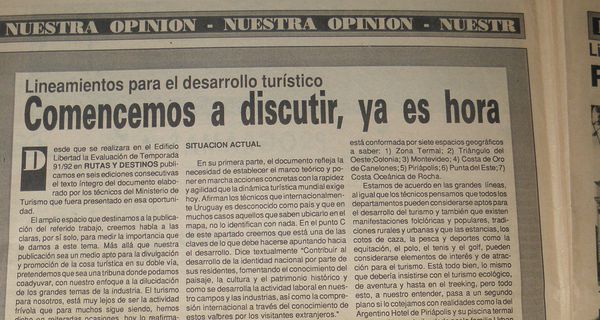 NUESTRA OPINION - NUESTRA OPINION - NUESTR
Lineamientos para el desarrollo turístico
Comencemos a discutir, ya es hora
Desde que se realizara en el Edificio
Libertad la Evaluación de Temporada
91/92 en RUTAS Y DESTINOS publi-
camos en seis ediciones consecutivas
el texto íntegro del documento elabo-
rado por los técnicos del Ministerio de
Turismo que fuera presentado en esa oportuni-
dad.
El amplio espacio que destinamos a la publica-
ción del referido trabajo, creemos habla a las
claras, por sí solo, para medir la importancia que
le damos a este tema. Más allá que nuestra
publicación sea un medio apto para la divulgación
y promoción de la cosa turística en su doble vía,
pretendemos que sea una tribuna donde podamos
coadyuvar, con nuestro enfoque a la dilucidación
de los grandes temas de la industria. El turismo
para nosotros, está muy lejos de ser la actividad
frívola que para muchos sigue siendo, hemos
SITUACION ACTUAL
En su primera parte, el documento refleja la
necesidad de establecer el marco teórico y po-
ner en marcha acciones concretas con la rapidez
y agilidad que la dinámica turística mundial exige
hoy. Afirman los técnicos que internacionalmen-
te Uruguay es desconocido como país y que en
muchos casos aquellos que saben ubicarlo en el
mapa, no lo identifican con nada. En el punto C
de este apartado creemos que está una de las
claves de lo que debe hacerse apuntando hacia
el desarrollo. Dice textualmente "Contribuir al
desarrollo de la identidad nacional por parte de
sus residentes, fomentando el conocimiento del
paisaje, la cultura y el patrimonio histórico y
como se desarrolla la actividad laboral en nues-
tros campos y las industrias, así como la compre-
sión internacional a través del conocimiento de
estos valores por los visitantes extranjeros."
está conformada por siete espacios geográficos
a saber: 1) Zona Termal; 2) Triángulo del
Oeste;Colonia; 3) Montevideo; 4) Costa de Oro
de Canelones; 5) Piriápolis; 6) Punta del Este;7)
Costa Oceánica de Rocha.
Estamos de acuerdo en las grandes líneas,
al igual que los técnicos pensamos que todos los
departamentos pueden considerarse aptos para
el desarrollo del turismo y también que existen
manifestaciones folclóricas y populares, tradi-
ciones rurales y urbanas y que las estancias, los
cotos de caza, la pesca y deportes como la
equitación, el polo, el tenis y el golf, pueden
considerarse elementos de interés y de atrac-
ción para el turismo. Está todo bien, lo mismo
que debería insistirse con el turismo ecológico,
de aventura y hasta en el treeking, pero todo
esto, a nuestro entender, pasa a un segundo
plano si lo cotejamos con realidades como la del
Argentino Hotel de Piriápolis y su piscina termal